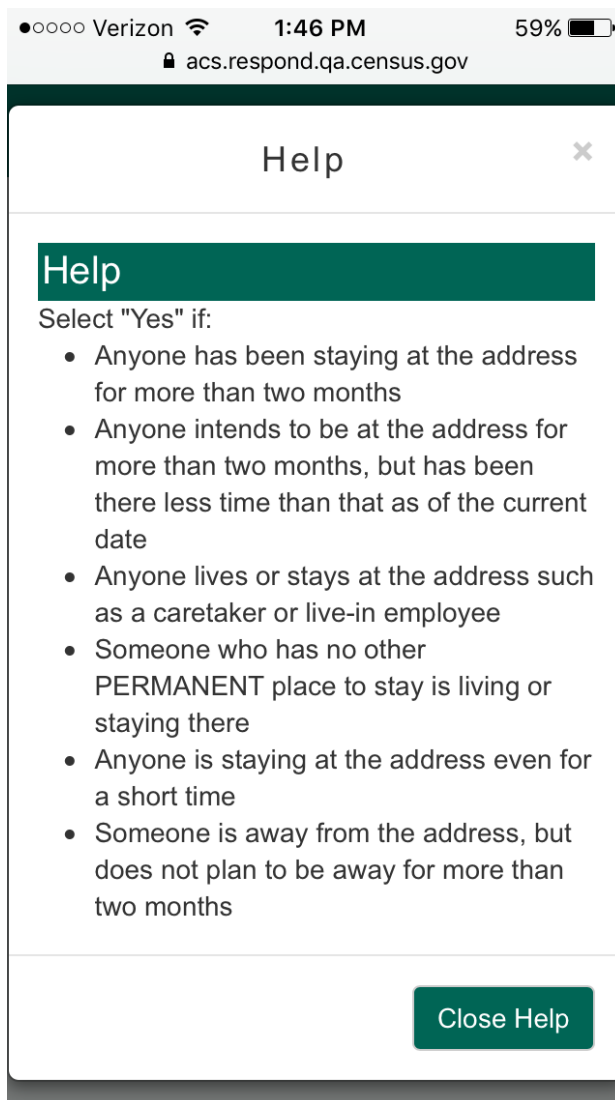 ●○○○○ Verizon 1:46 PM 59%
acs.respond.qa.census.gov
Help ×
Help
Select "Yes" if:
• Anyone has been staying at the address
for more than two months
• Anyone intends to be at the address for
more than two months, but has been
there less time than that as of the current
date
• Anyone lives or stays at the address such
as a caretaker or live-in employee
• Someone who has no other
PERMANENT place to stay is living or
staying there
• Anyone is staying at the address even for
a short time
• Someone is away from the address, but
does not plan to be away for more than
two months
Close Help